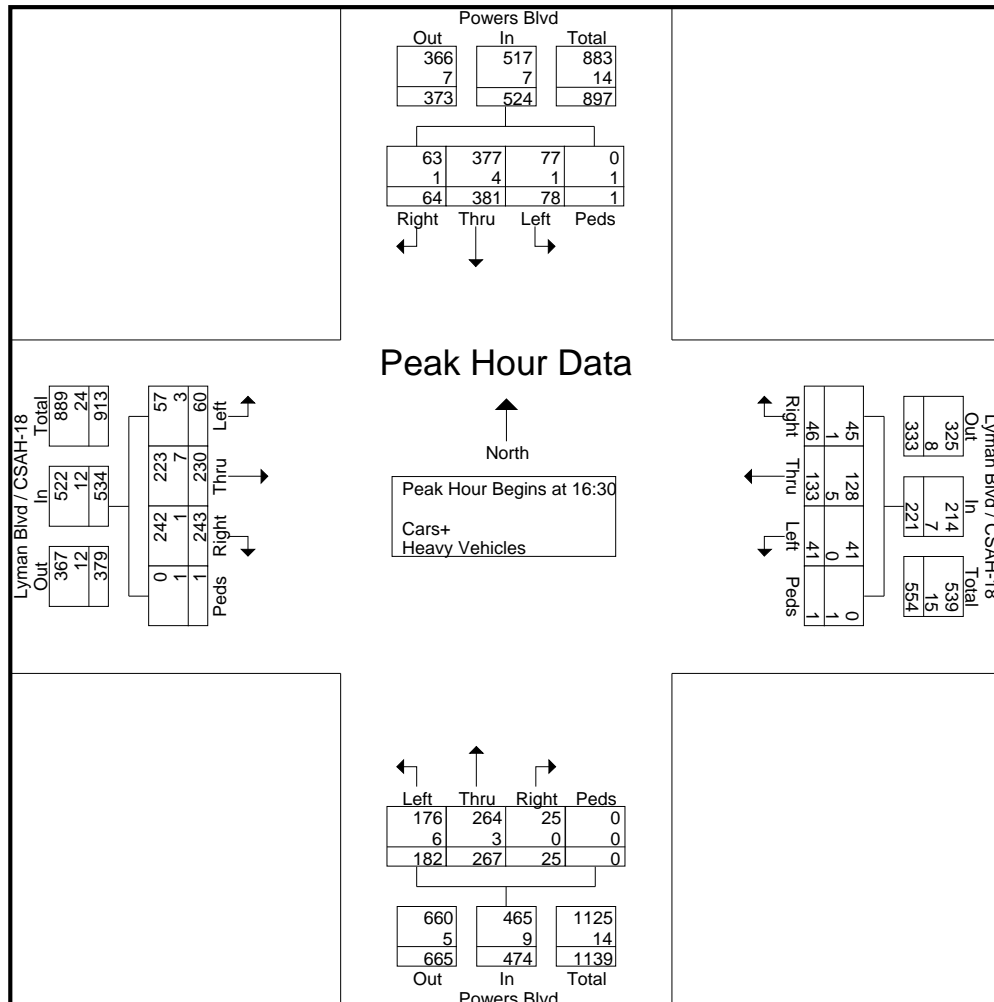 Powers Blvd
Out In Total
366 517 883
7 7 14
373 524 897
63 377 77 0
1 4 1 1
64 381 78 1
Right Thru Left Peds
Peak Hour Data
North
Peak Hour Begins at 16:30
Cars+
Heavy Vehicles
Lyman Blvd / CSAH-18
Out In Total
367 522 889
12 12 24
379 534 913
0 242 223 57
1 1 7 3
1 243 230 60
Peds Right Thru Left
Lyman Blvd / CSAH-18
Out In Total
325 214 539
8 7 15
333 221 554
45 128 41 0
1 5 0 1
46 133 41 1
Right Thru Left Peds
Left Thru Right Peds
176 264 25 0
6 3 0 0
182 267 25 0
660 465 1125
5 9 14
665 474 1139
Out In Total
Powers Blvd